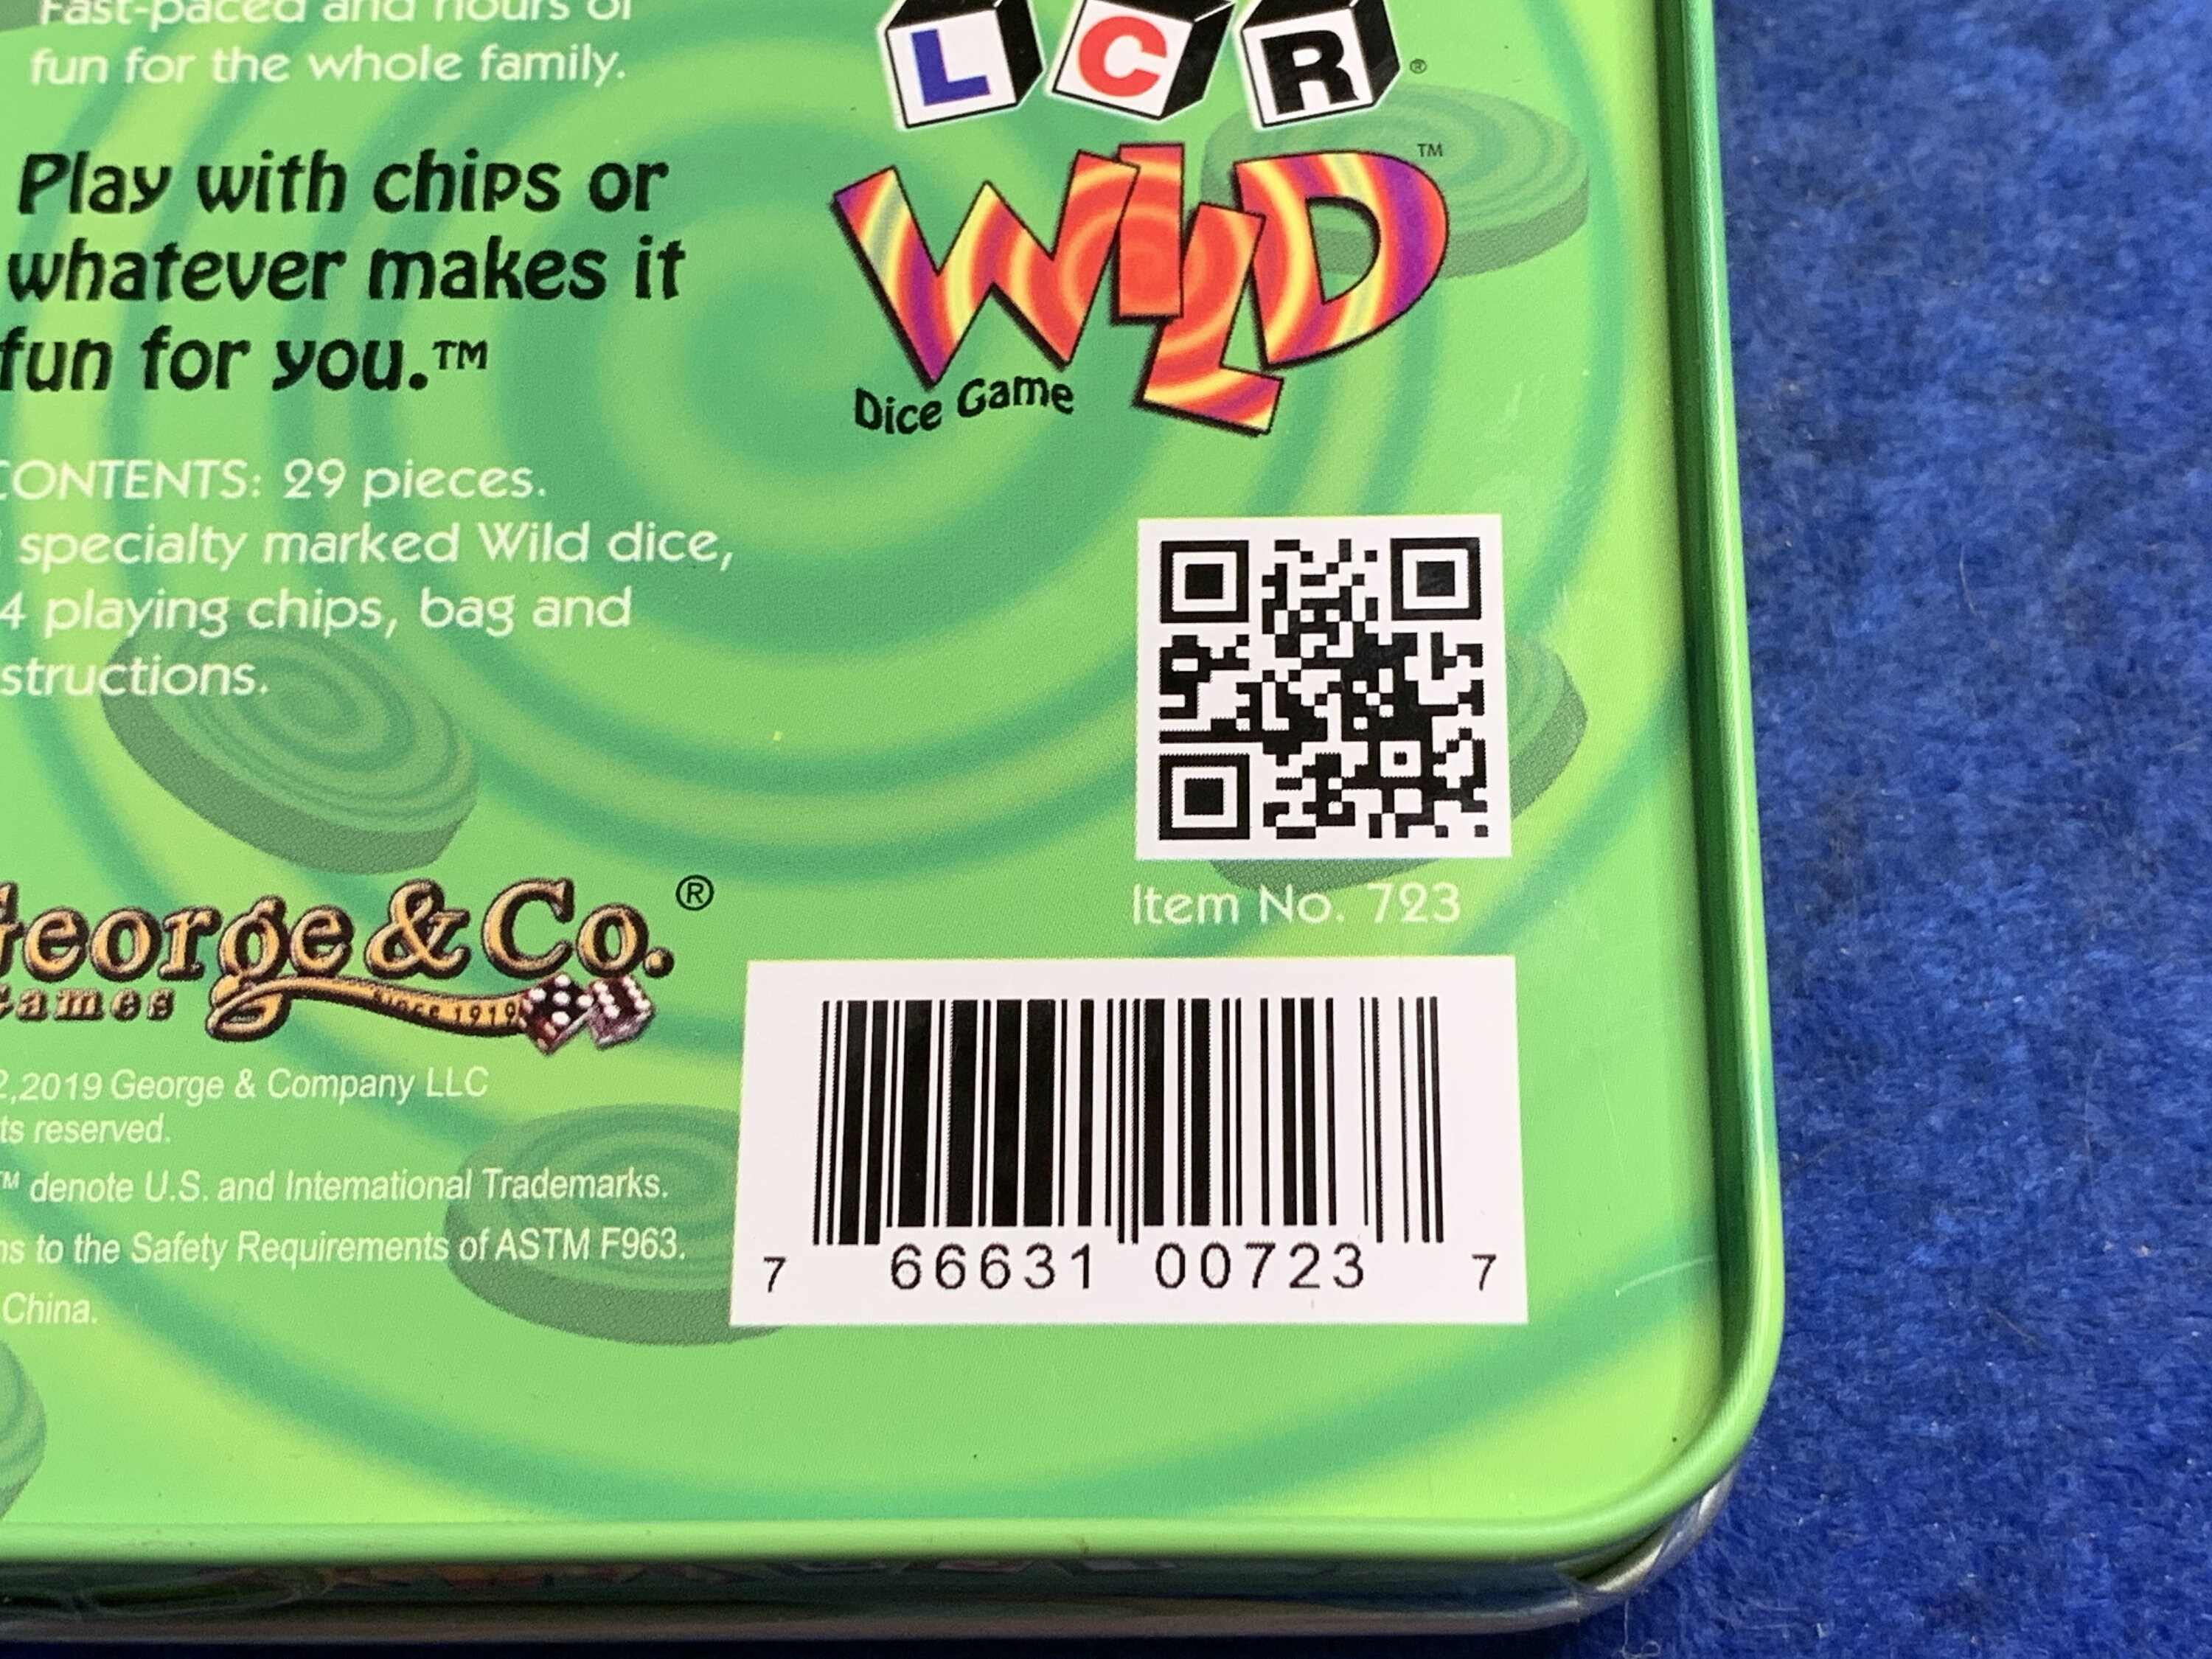 Fast-paced and hours of
fun for the whole family.
Play with chips or
whatever makes it
fun for you.™
CONTENTS: 29 pieces.
specialty marked Wild dice,
4 playing chips, bag and
structions.
George & Co.®
Games
Since 1919
2,2019 George & Company LLC
ts reserved.
™ denote U.S. and International Trademarks.
ns to the Safety Requirements of ASTM F963.
China.
L C R®
WILD™
Dice Game
Item No. 723
7 66631 00723 7